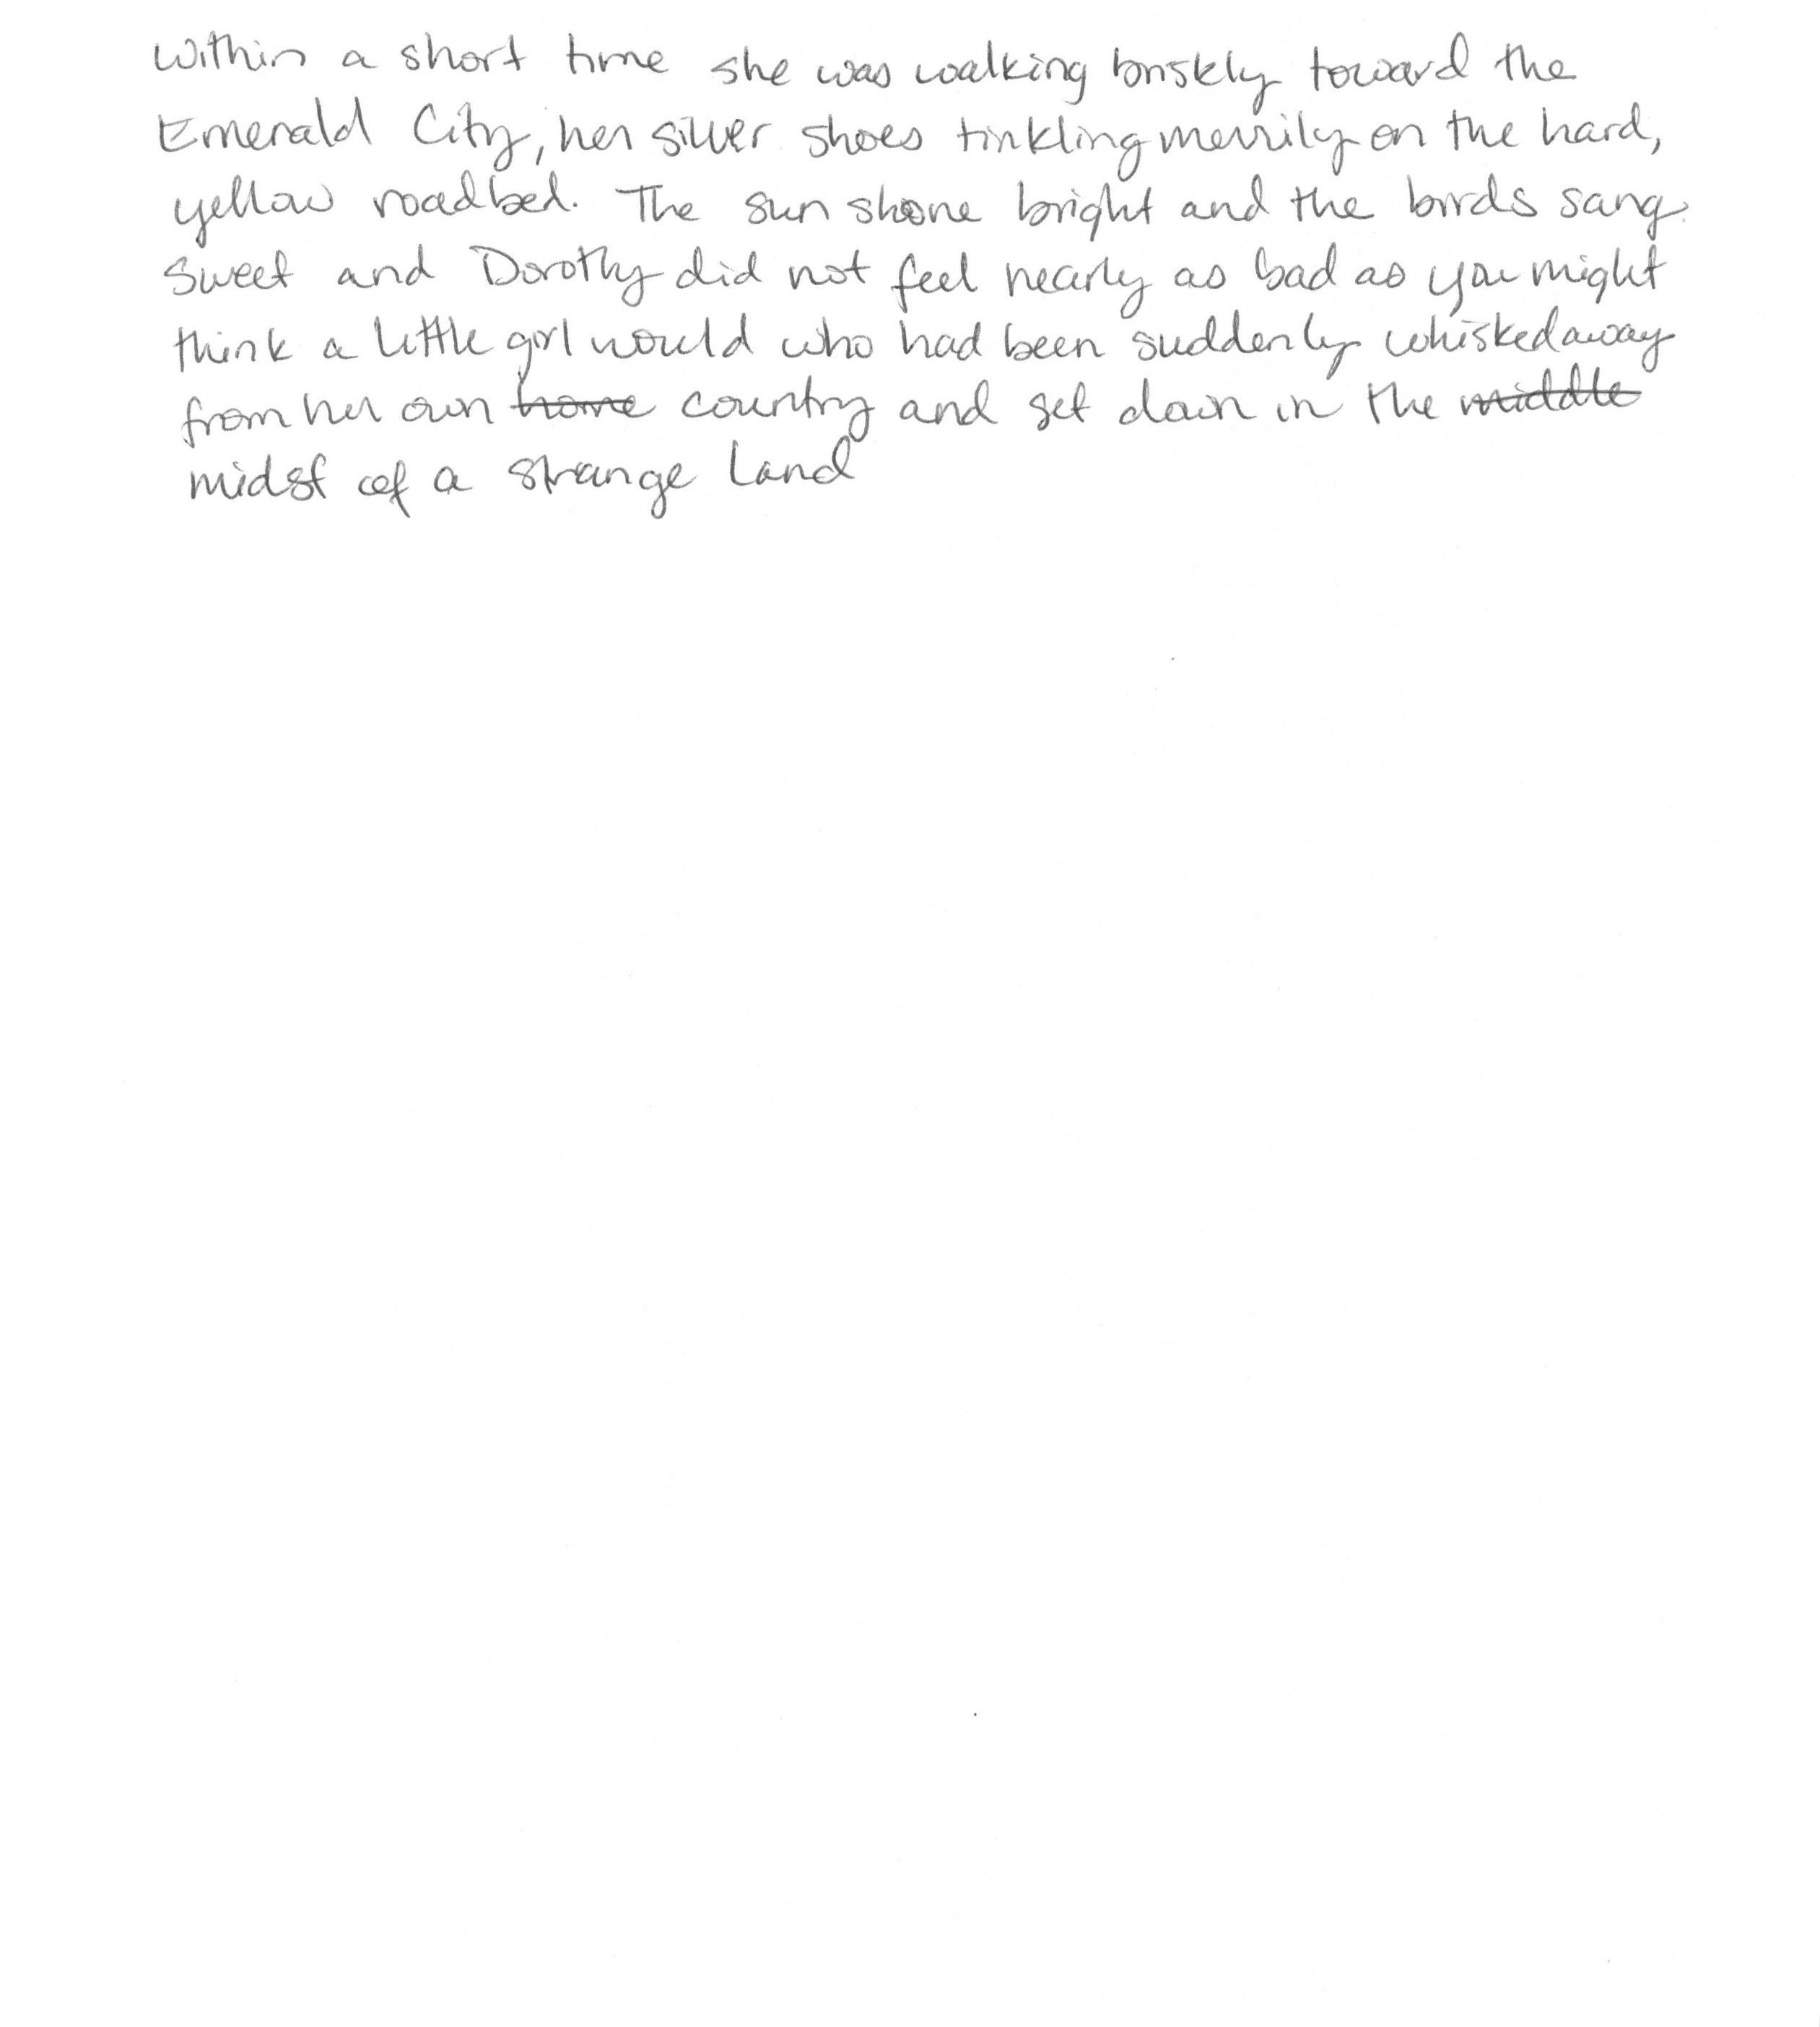 Within a short time she was walking briskly toward the
Emerald City, her silver shoes tinkling merrily on the hard,
yellow roadbed. The sun shone bright and the birds sang
sweet and Dorothy did not feel nearly as bad as you might
think a little girl would who had been suddenly whisked away
from her own ~~home~~ country and set down in the ~~middle~~
midst of a strange land